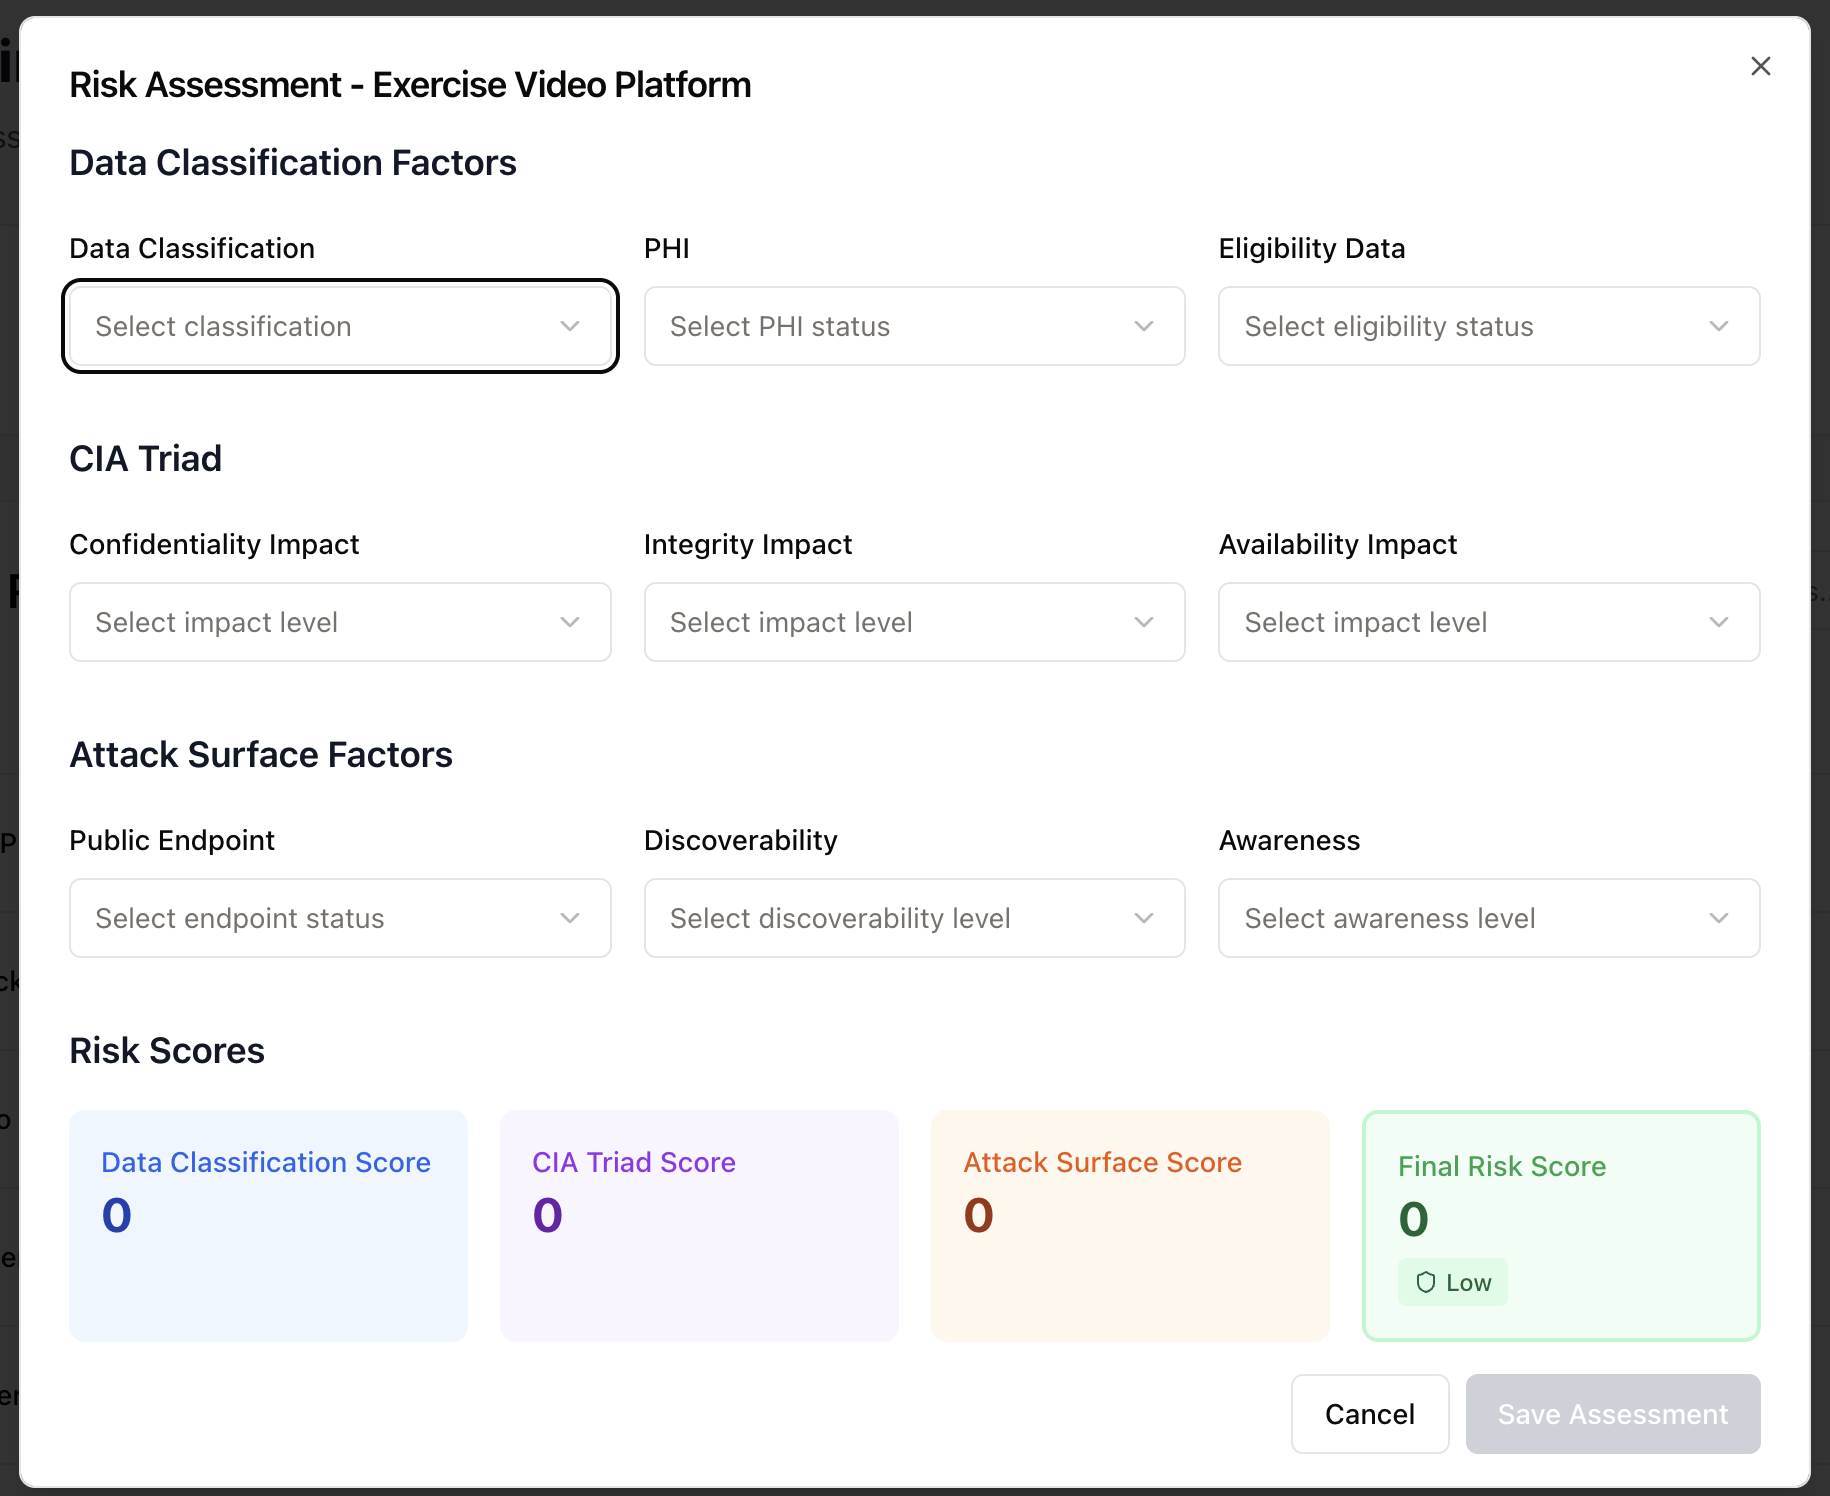 Risk Assessment - Exercise Video Platform
Data Classification Factors
Data Classification
PHI
Eligibility Data
Select classification
Select PHI status
Select eligibility status
CIA Triad
Confidentiality Impact
Integrity Impact
Availability Impact
Select impact level
Select impact level
Select impact level
Attack Surface Factors
Public Endpoint
Discoverability
Awareness
Select endpoint status
Select discoverability level
Select awareness level
Risk Scores
Data Classification Score
0
CIA Triad Score
0
Attack Surface Score
0
Final Risk Score
0
Low
Cancel
Save Assessment